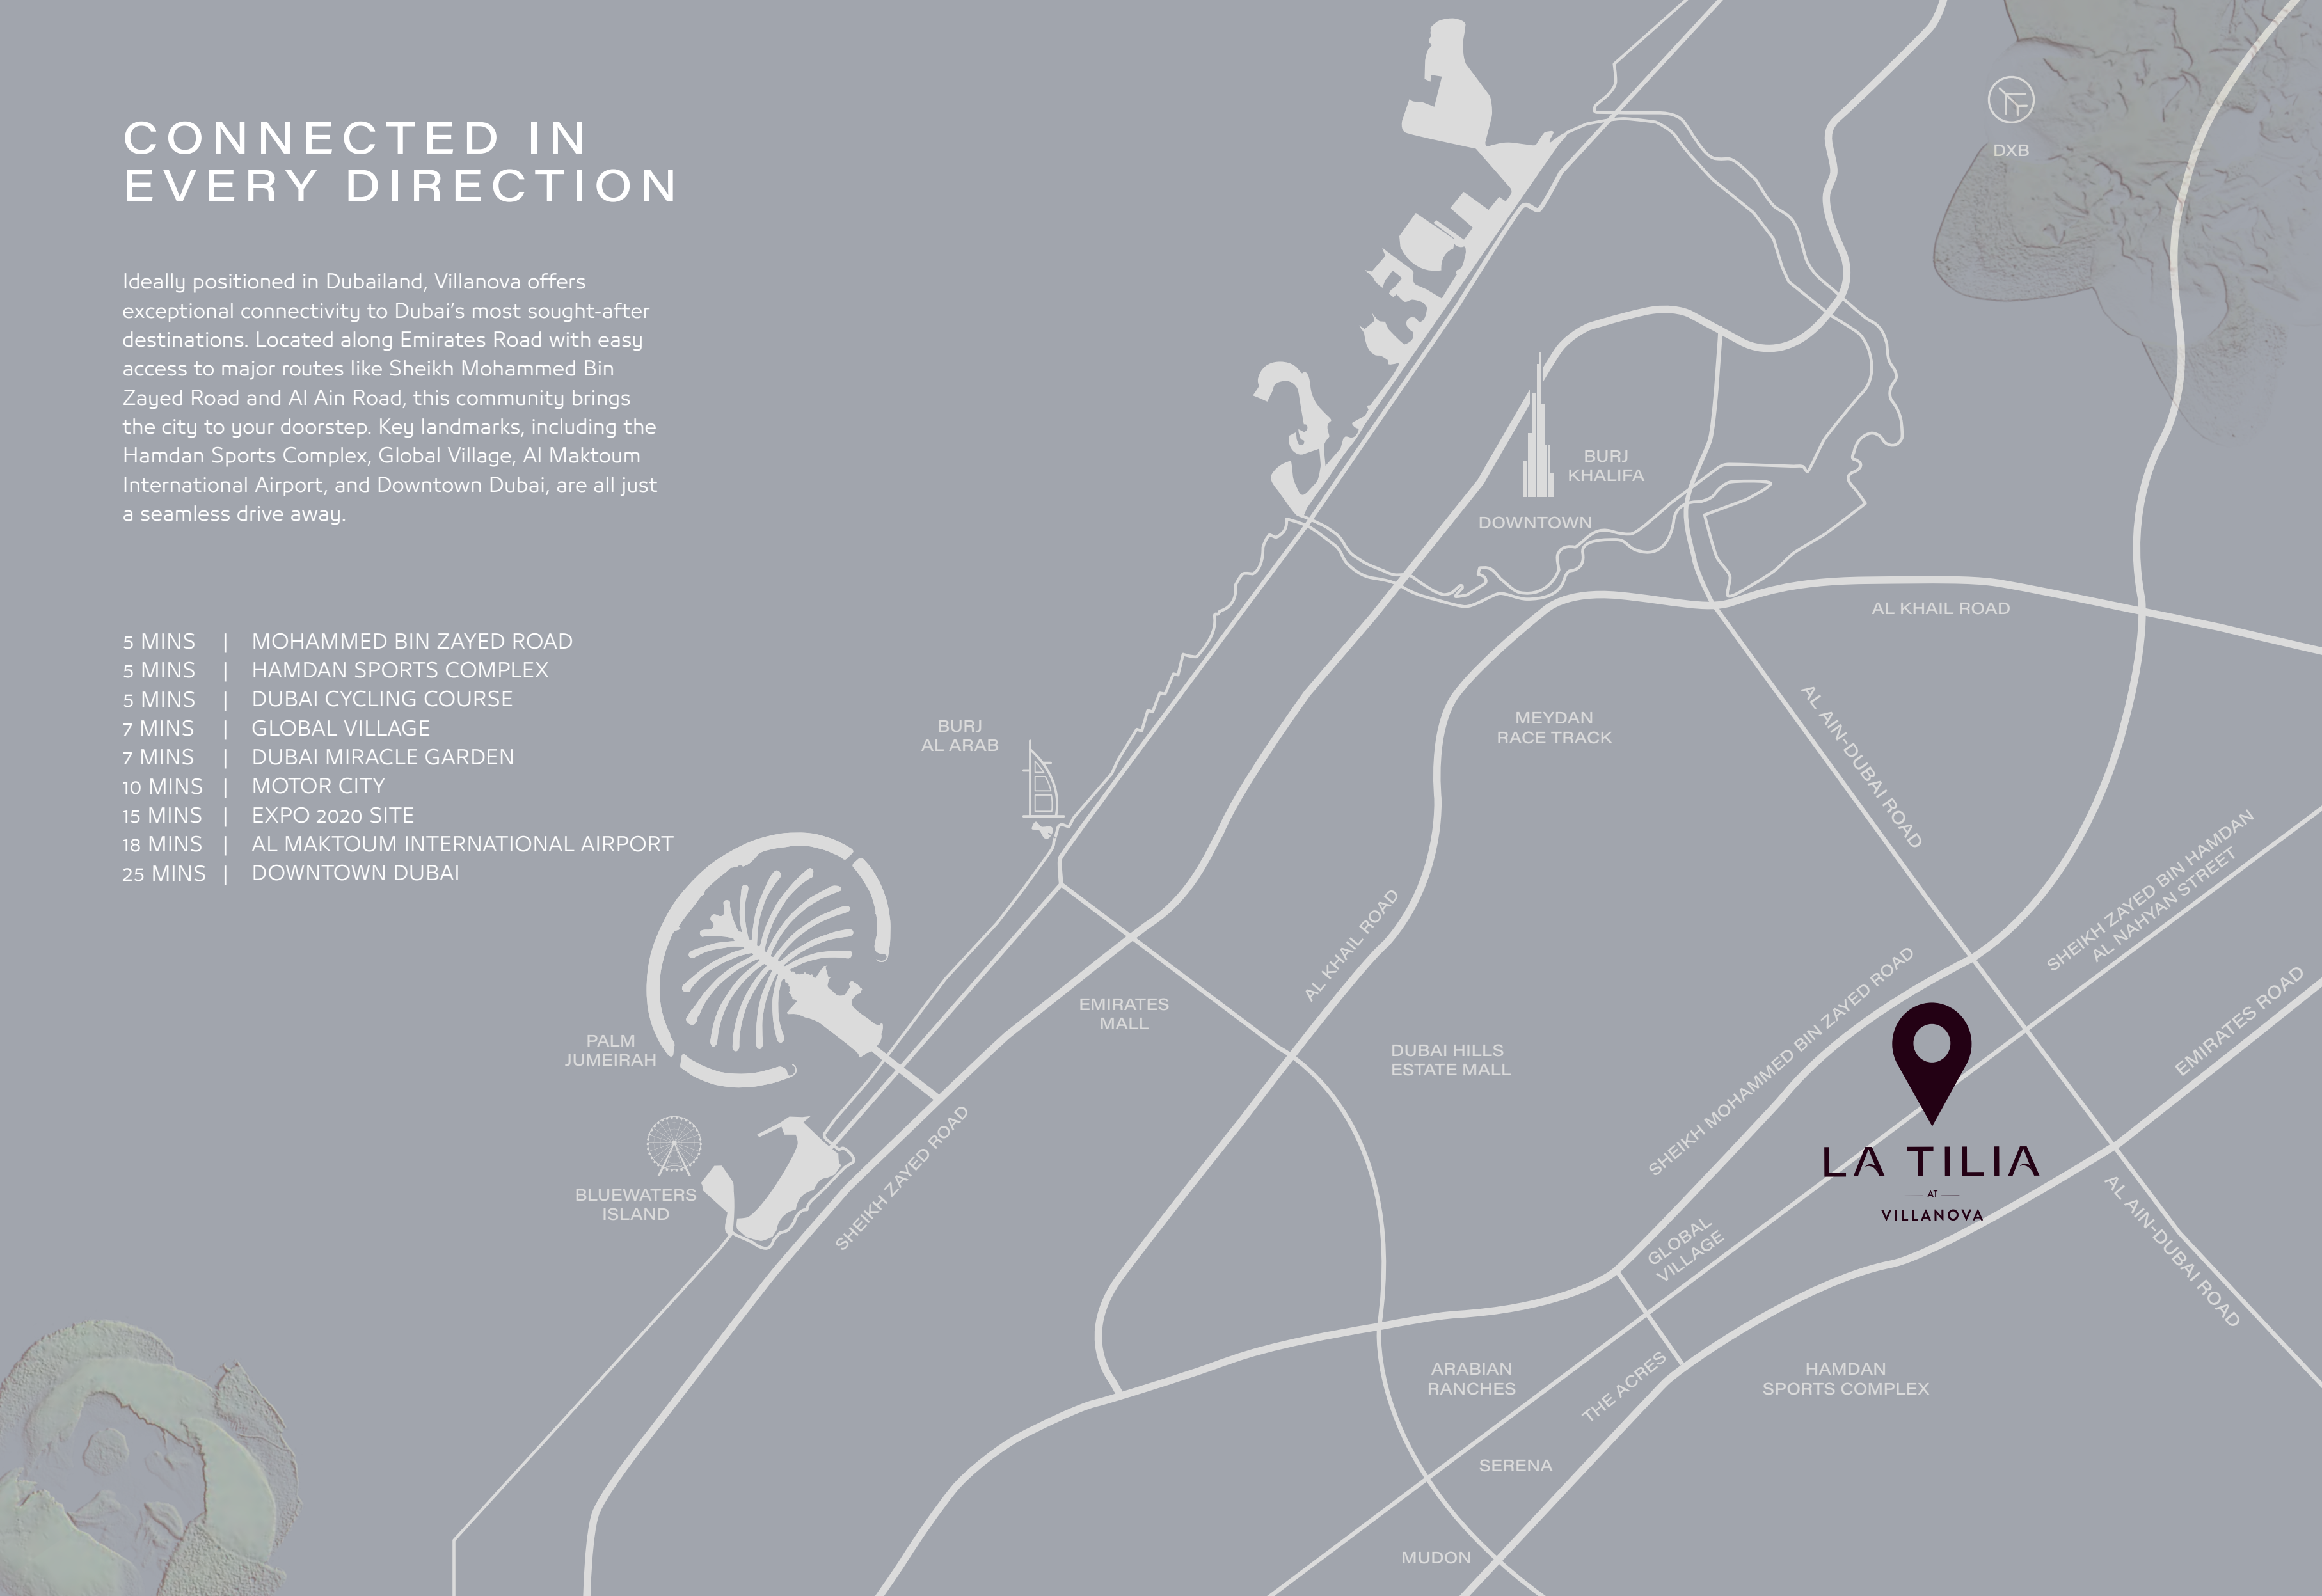 CONNECTED IN
EVERY DIRECTION
Ideally positioned in Dubailand, Villanova offers
exceptional connectivity to Dubai’s most sought-after
destinations. Located along Emirates Road with easy
access to major routes like Sheikh Mohammed Bin
Zayed Road and Al Ain Road, this community brings
the city to your doorstep. Key landmarks, including the
Hamdan Sports Complex, Global Village, Al Maktoum
International Airport, and Downtown Dubai, are all just
a seamless drive away.
5 MINS | MOHAMMED BIN ZAYED ROAD
5 MINS | HAMDAN SPORTS COMPLEX
5 MINS | DUBAI CYCLING COURSE
7 MINS | GLOBAL VILLAGE
7 MINS | DUBAI MIRACLE GARDEN
10 MINS | MOTOR CITY
15 MINS | EXPO 2020 SITE
18 MINS | AL MAKTOUM INTERNATIONAL AIRPORT
25 MINS | DOWNTOWN DUBAI
DXB
BURJ
KHALIFA
DOWNTOWN
AL KHAIL ROAD
MEYDAN
RACE TRACK
BURJ
AL ARAB
AL AIN-DUBAI ROAD
SHEIKH ZAYED BIN HAMDAN
AL NAHYAN STREET
AL KHAIL ROAD
SHEIKH MOHAMMED BIN ZAYED ROAD
EMIRATES ROAD
EMIRATES
MALL
PALM
JUMEIRAH
DUBAI HILLS
ESTATE MALL
LA TILIA
AT
VILLANOVA
BLUEWATERS
ISLAND
SHEIKH ZAYED ROAD
GLOBAL
VILLAGE
AL AIN-DUBAI ROAD
ARABIAN
RANCHES
THE ACRES
HAMDAN
SPORTS COMPLEX
SERENA
MUDON